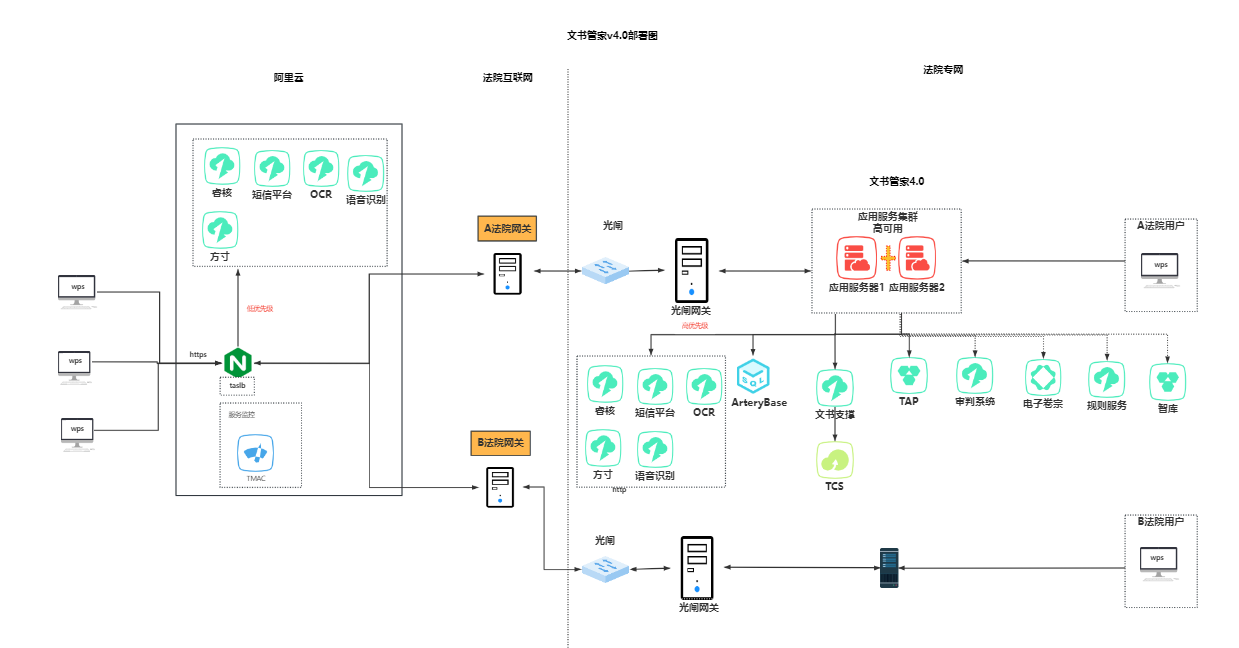 文书管家v4.0部署图
阿里云
法院互联网
法院专网
睿核
短信平台
OCR
语音识别
方寸
低优先级
wps
wps
wps
https
taslb
服务监控
TMAC
A法院网关
B法院网关
光闸
光闸网关
文书管家4.0
应用服务集群
高可用
应用服务器1
应用服务器2
A法院用户
wps
高优先级
睿核
短信平台
OCR
方寸
语音识别
http
ArteryBase
文书支撑
TCS
TAP
审判系统
电子卷宗
规则服务
智库
光闸
光闸网关
B法院用户
wps